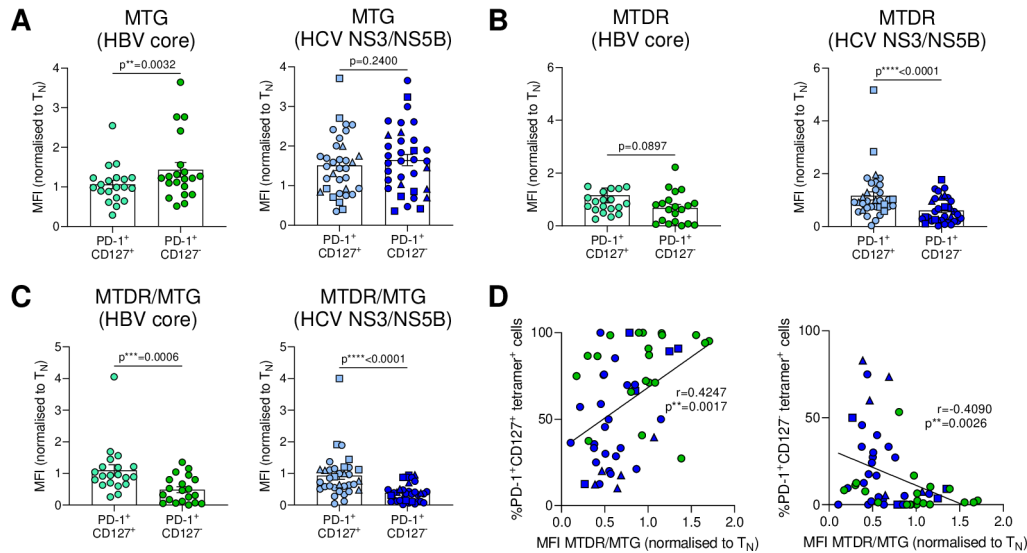 A
MTG
(HBV core)
p**=0.0032
MFI (normalised to TN)
4
3
2
1
0
PD-1+
CD127+
PD-1+
CD127-
MTG
(HCV NS3/NS5B)
p=0.2400
MFI (normalised to TN)
4
3
2
1
0
PD-1+
CD127+
PD-1+
CD127-
B
MTDR
(HBV core)
p=0.0897
MFI (normalised to TN)
6
4
2
0
PD-1+
CD127+
PD-1+
CD127-
MTDR
(HCV NS3/NS5B)
p****<0.0001
MFI (normalised to TN)
6
4
2
0
PD-1+
CD127+
PD-1+
CD127-
C
MTDR/MTG
(HBV core)
p***=0.0006
MFI (normalised to TN)
5
4
3
2
1
0
PD-1+
CD127+
PD-1+
CD127-
MTDR/MTG
(HCV NS3/NS5B)
p****<0.0001
MFI (normalised to TN)
5
4
3
2
1
0
PD-1+
CD127+
PD-1+
CD127-
D
%PD-1+CD127+ tetramer+ cells
100
50
0
r=0.4247
p**=0.0017
0.0 0.5 1.0 1.5 2.0
MFI MTDR/MTG (normalised to TN)
%PD-1+CD127- tetramer+ cells
100
50
0
r=-0.4090
p**=0.0026
0.0 0.5 1.0 1.5 2.0
MFI MTDR/MTG (normalised to TN)